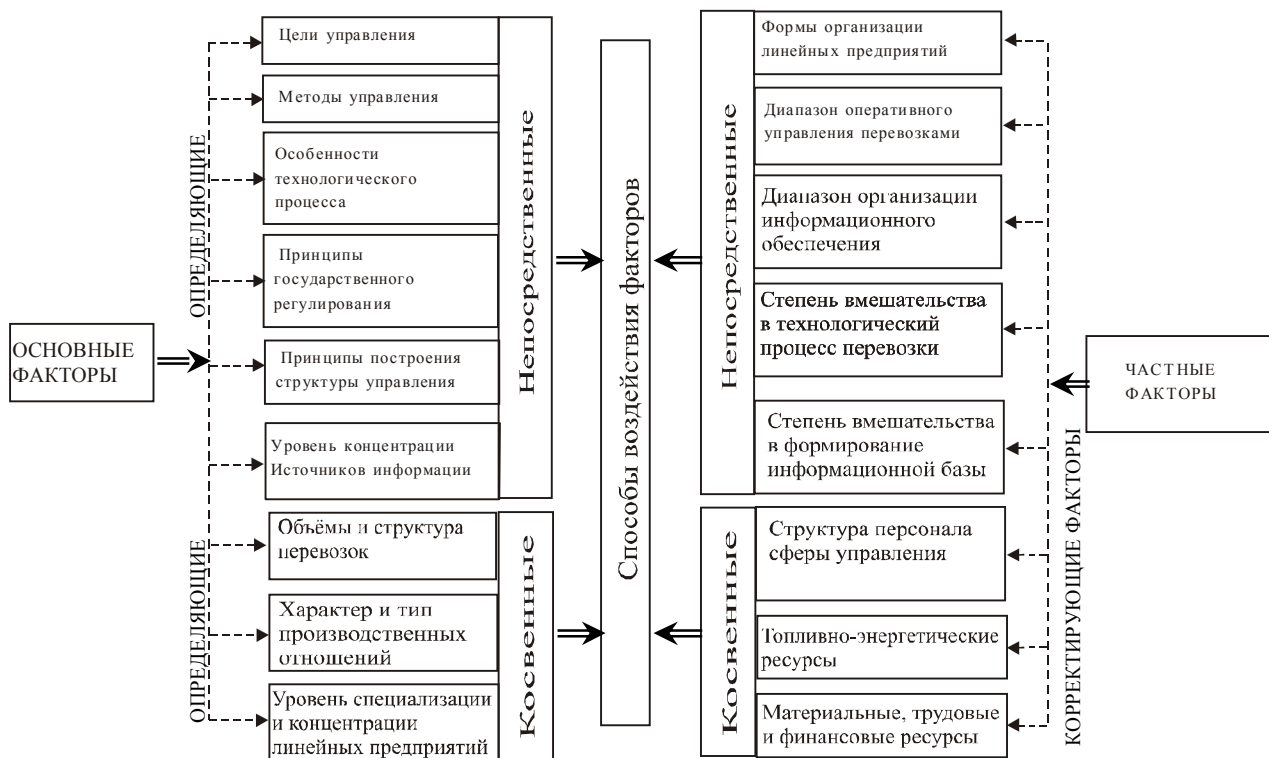 ОСНОВНЫЕ
ФАКТОРЫ
ОПРЕДЕЛЯЮЩИЕ
ОПРЕДЕЛЯЮЩИЕ
Цели управления
Методы управления
Особенности
технологического
процесса
Принципы
государственного
регулирования
Принципы построения
структуры управления
Уровень концентрации
Источников информации
Объёмы и структура
перевозок
Характер и тип
производственных
отношений
Уровень специализации
и концентрации
линейных предприятий
Непосредственные
Косвенные
Способы воздействия факторов
Непосредственные
Косвенные
Формы организации
линейных предприятий
Диапазон оперативного
управления перевозками
Диапазон организации
информационного
обеспечения
Степень вмешательства
в технологический
процесс перевозки
Степень вмешательства
в формирование
информационной базы
Структура персонала
сферы управления
Топливно-энергетические
ресурсы
Материальные, трудовые
и финансовые ресурсы
КОРРЕКТИРУЮЩИЕ ФАКТОРЫ
ЧАСТНЫЕ
ФАКТОРЫ